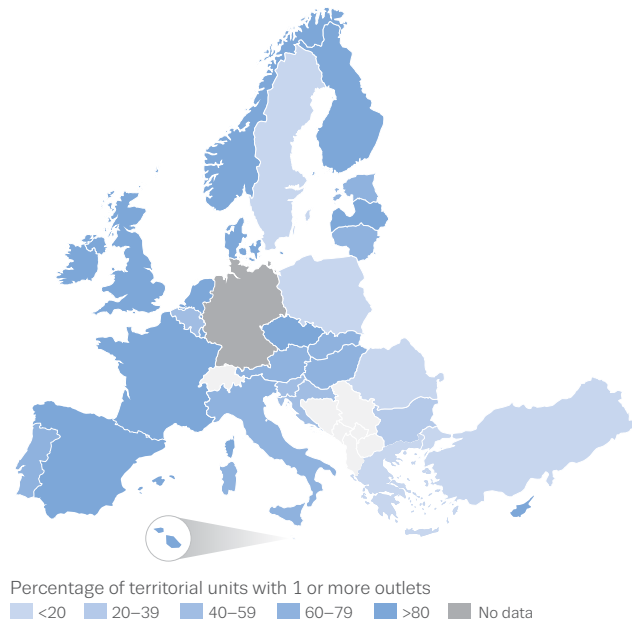 Percentage of territorial units with 1 or more outlets
<20 20–39 40–59 60–79 >80 No data